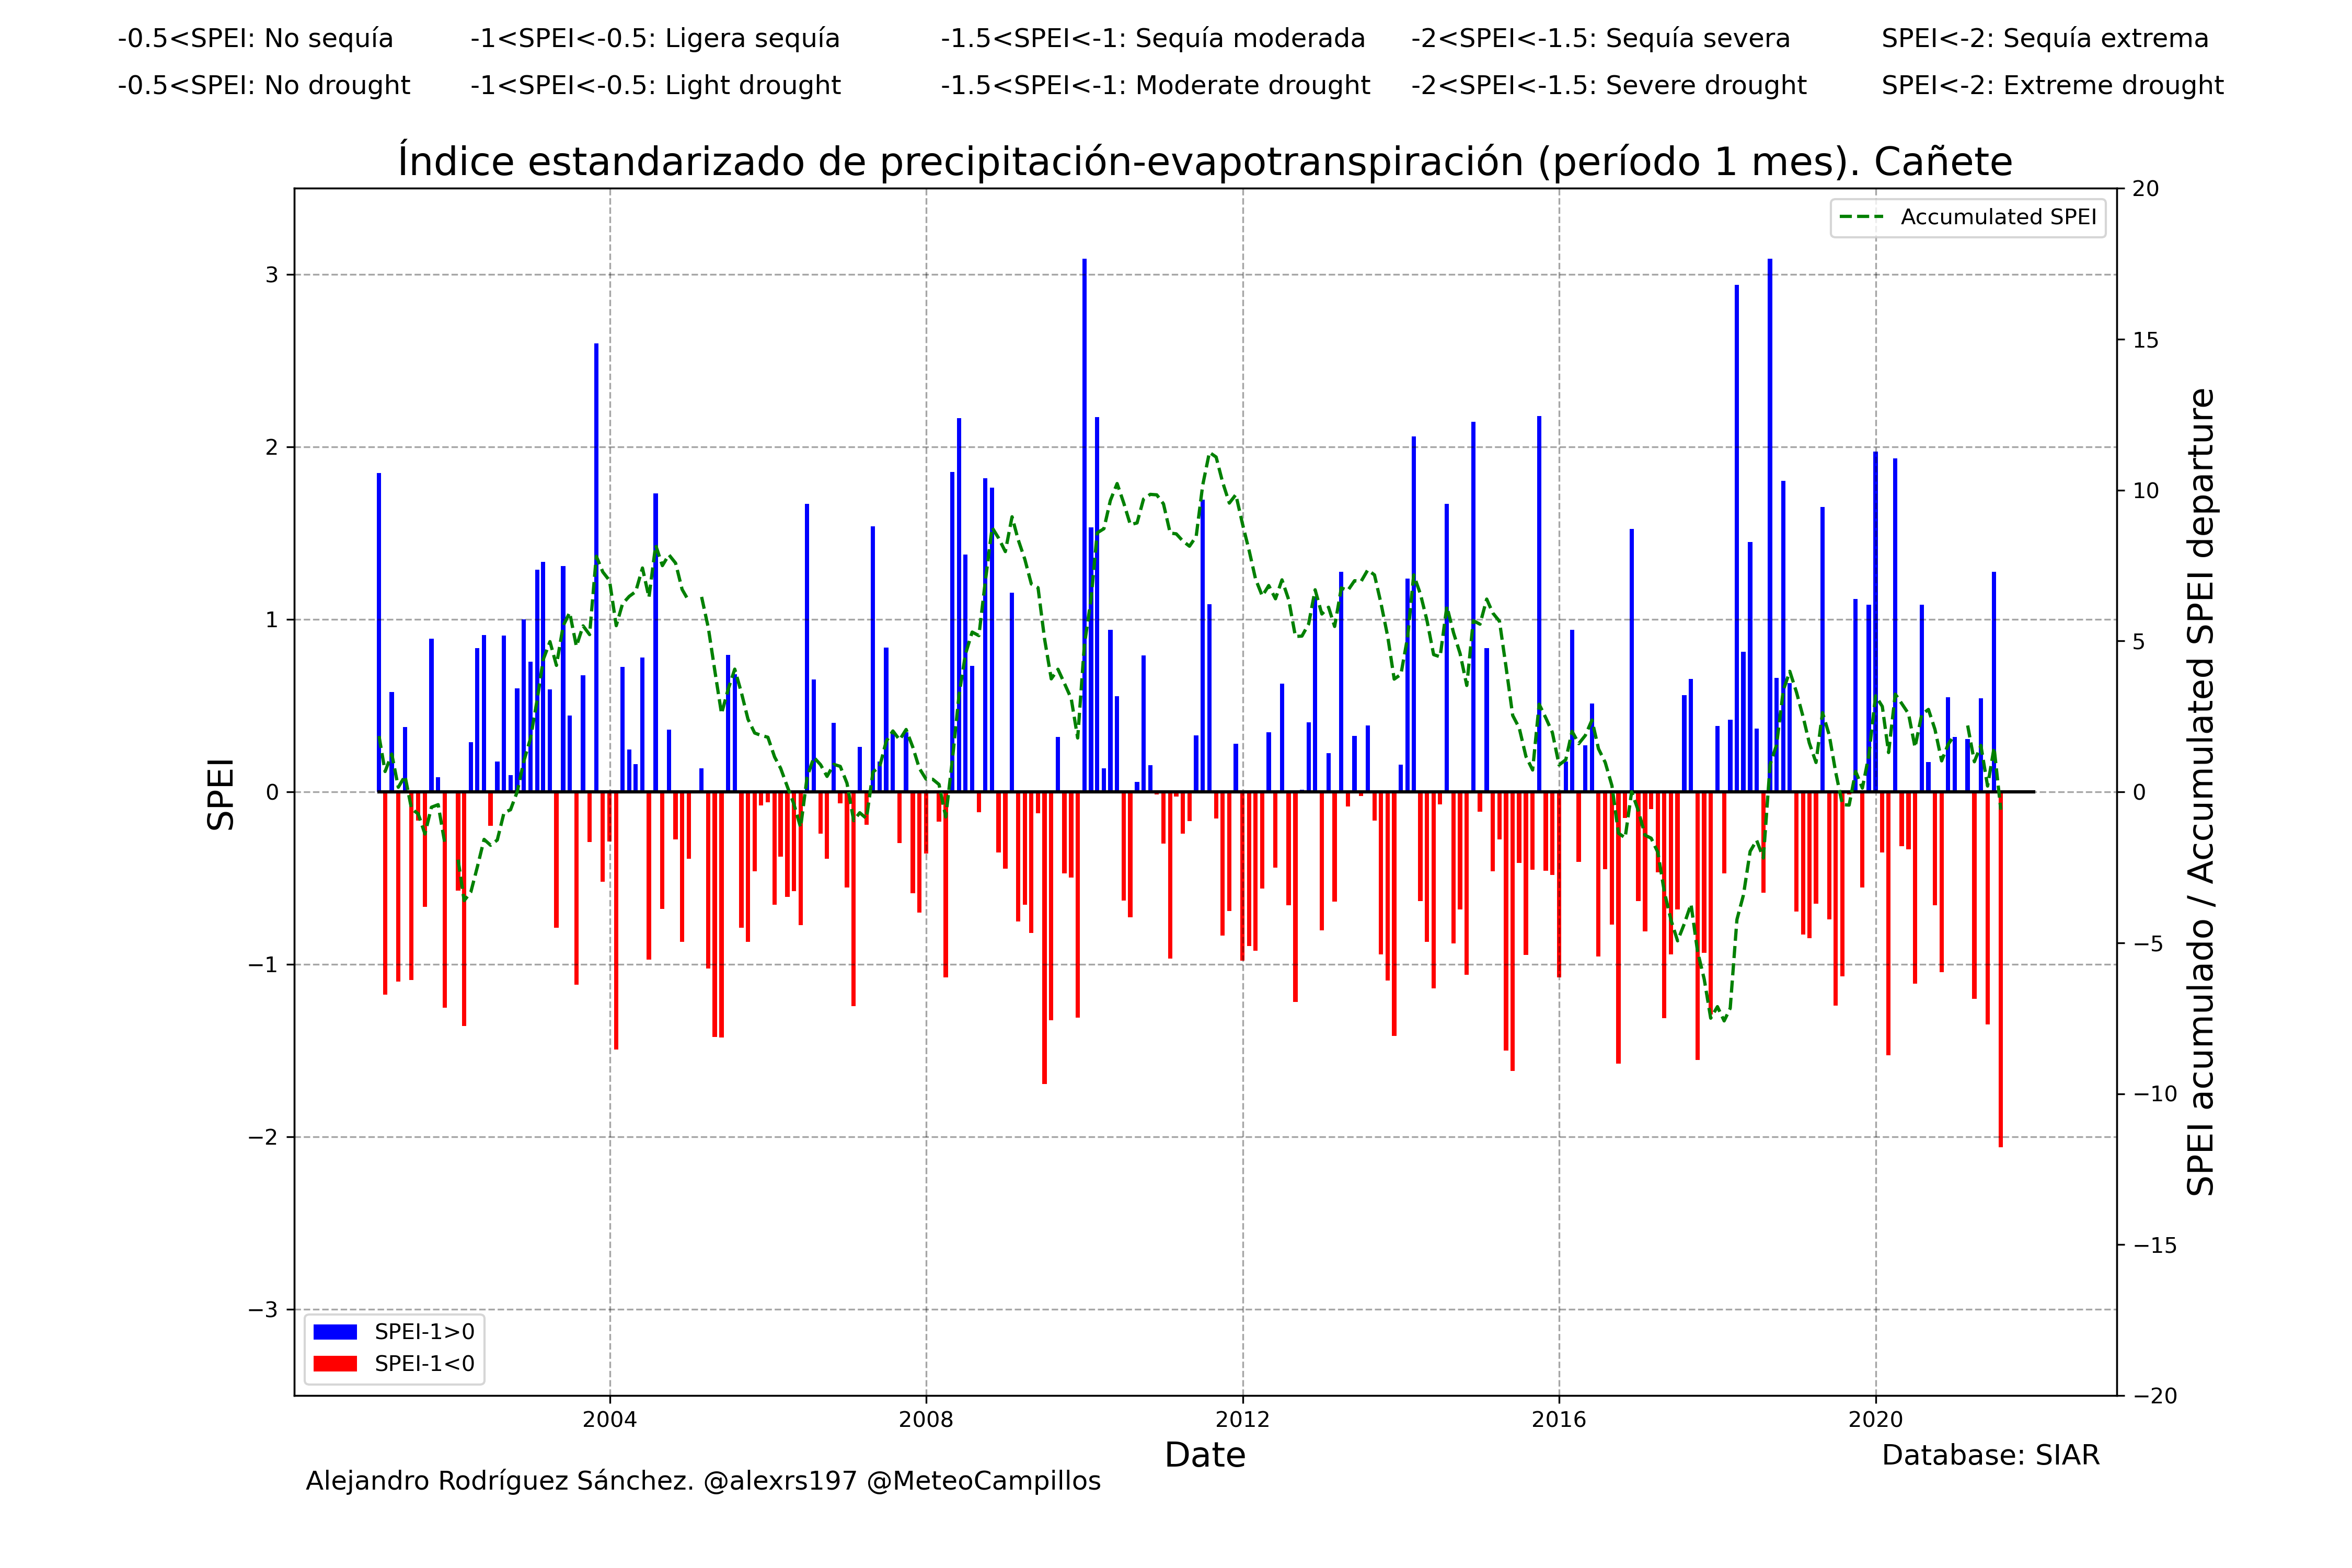 -0.5<SPEI: No sequía -1<SPEI<-0.5: Ligera sequía -1.5<SPEI<-1: Sequía moderada -2<SPEI<-1.5: Sequía severa SPEI<-2: Sequía extrema
-0.5<SPEI: No drought -1<SPEI<-0.5: Light drought -1.5<SPEI<-1: Moderate drought -2<SPEI<-1.5: Severe drought SPEI<-2: Extreme drought
Índice estandarizado de precipitación-evapotranspiración (período 1 mes). Cañete
Accumulated SPEI
SPEI
3
2
1
0
−1
−2
−3
20
15
10
5
0
−5
−10
−15
−20
SPEI acumulado / Accumulated SPEI departure
SPEI-1>0
SPEI-1<0
2004 2008 2012 2016 2020
Date
Database: SIAR
Alejandro Rodríguez Sánchez. @alexrs197 @MeteoCampillos